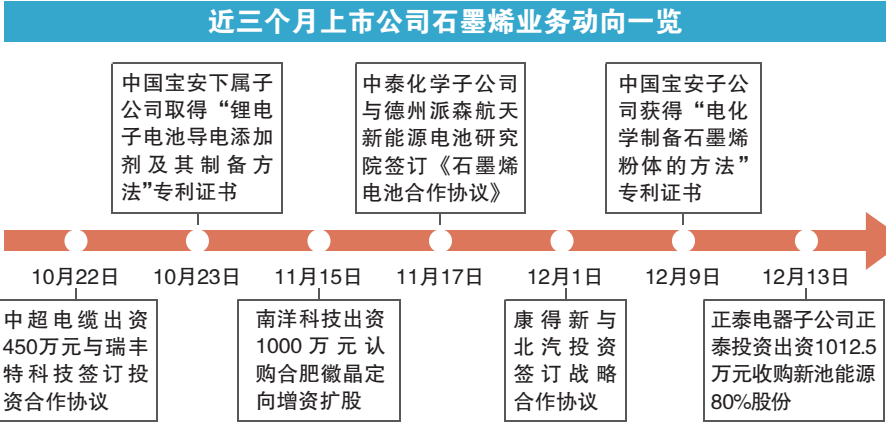 近三个月上市公司石墨烯业务动向一览
中国宝安下属子
公司取得“锂电
子电池导电添加
剂及其制备方
法”专利证书
中泰化学子公司
与德州派森航天
新能源电池研究
院签订《石墨烯
电池合作协议》
中国宝安子公
司获得“电化
学制备石墨烯
粉体的方法”
专利证书
10月22日
10月23日
11月15日
11月17日
12月1日
12月9日
12月13日
中超电缆出资
450万元与瑞丰
特科技签订投
资合作协议
南洋科技出资
1000万元认
购合肥微晶定
向增资扩股
康得新与
北汽投资
签订战略
合作协议
正泰电器子公司正
泰投资出资1012.5
万元收购新池能源
80%股份